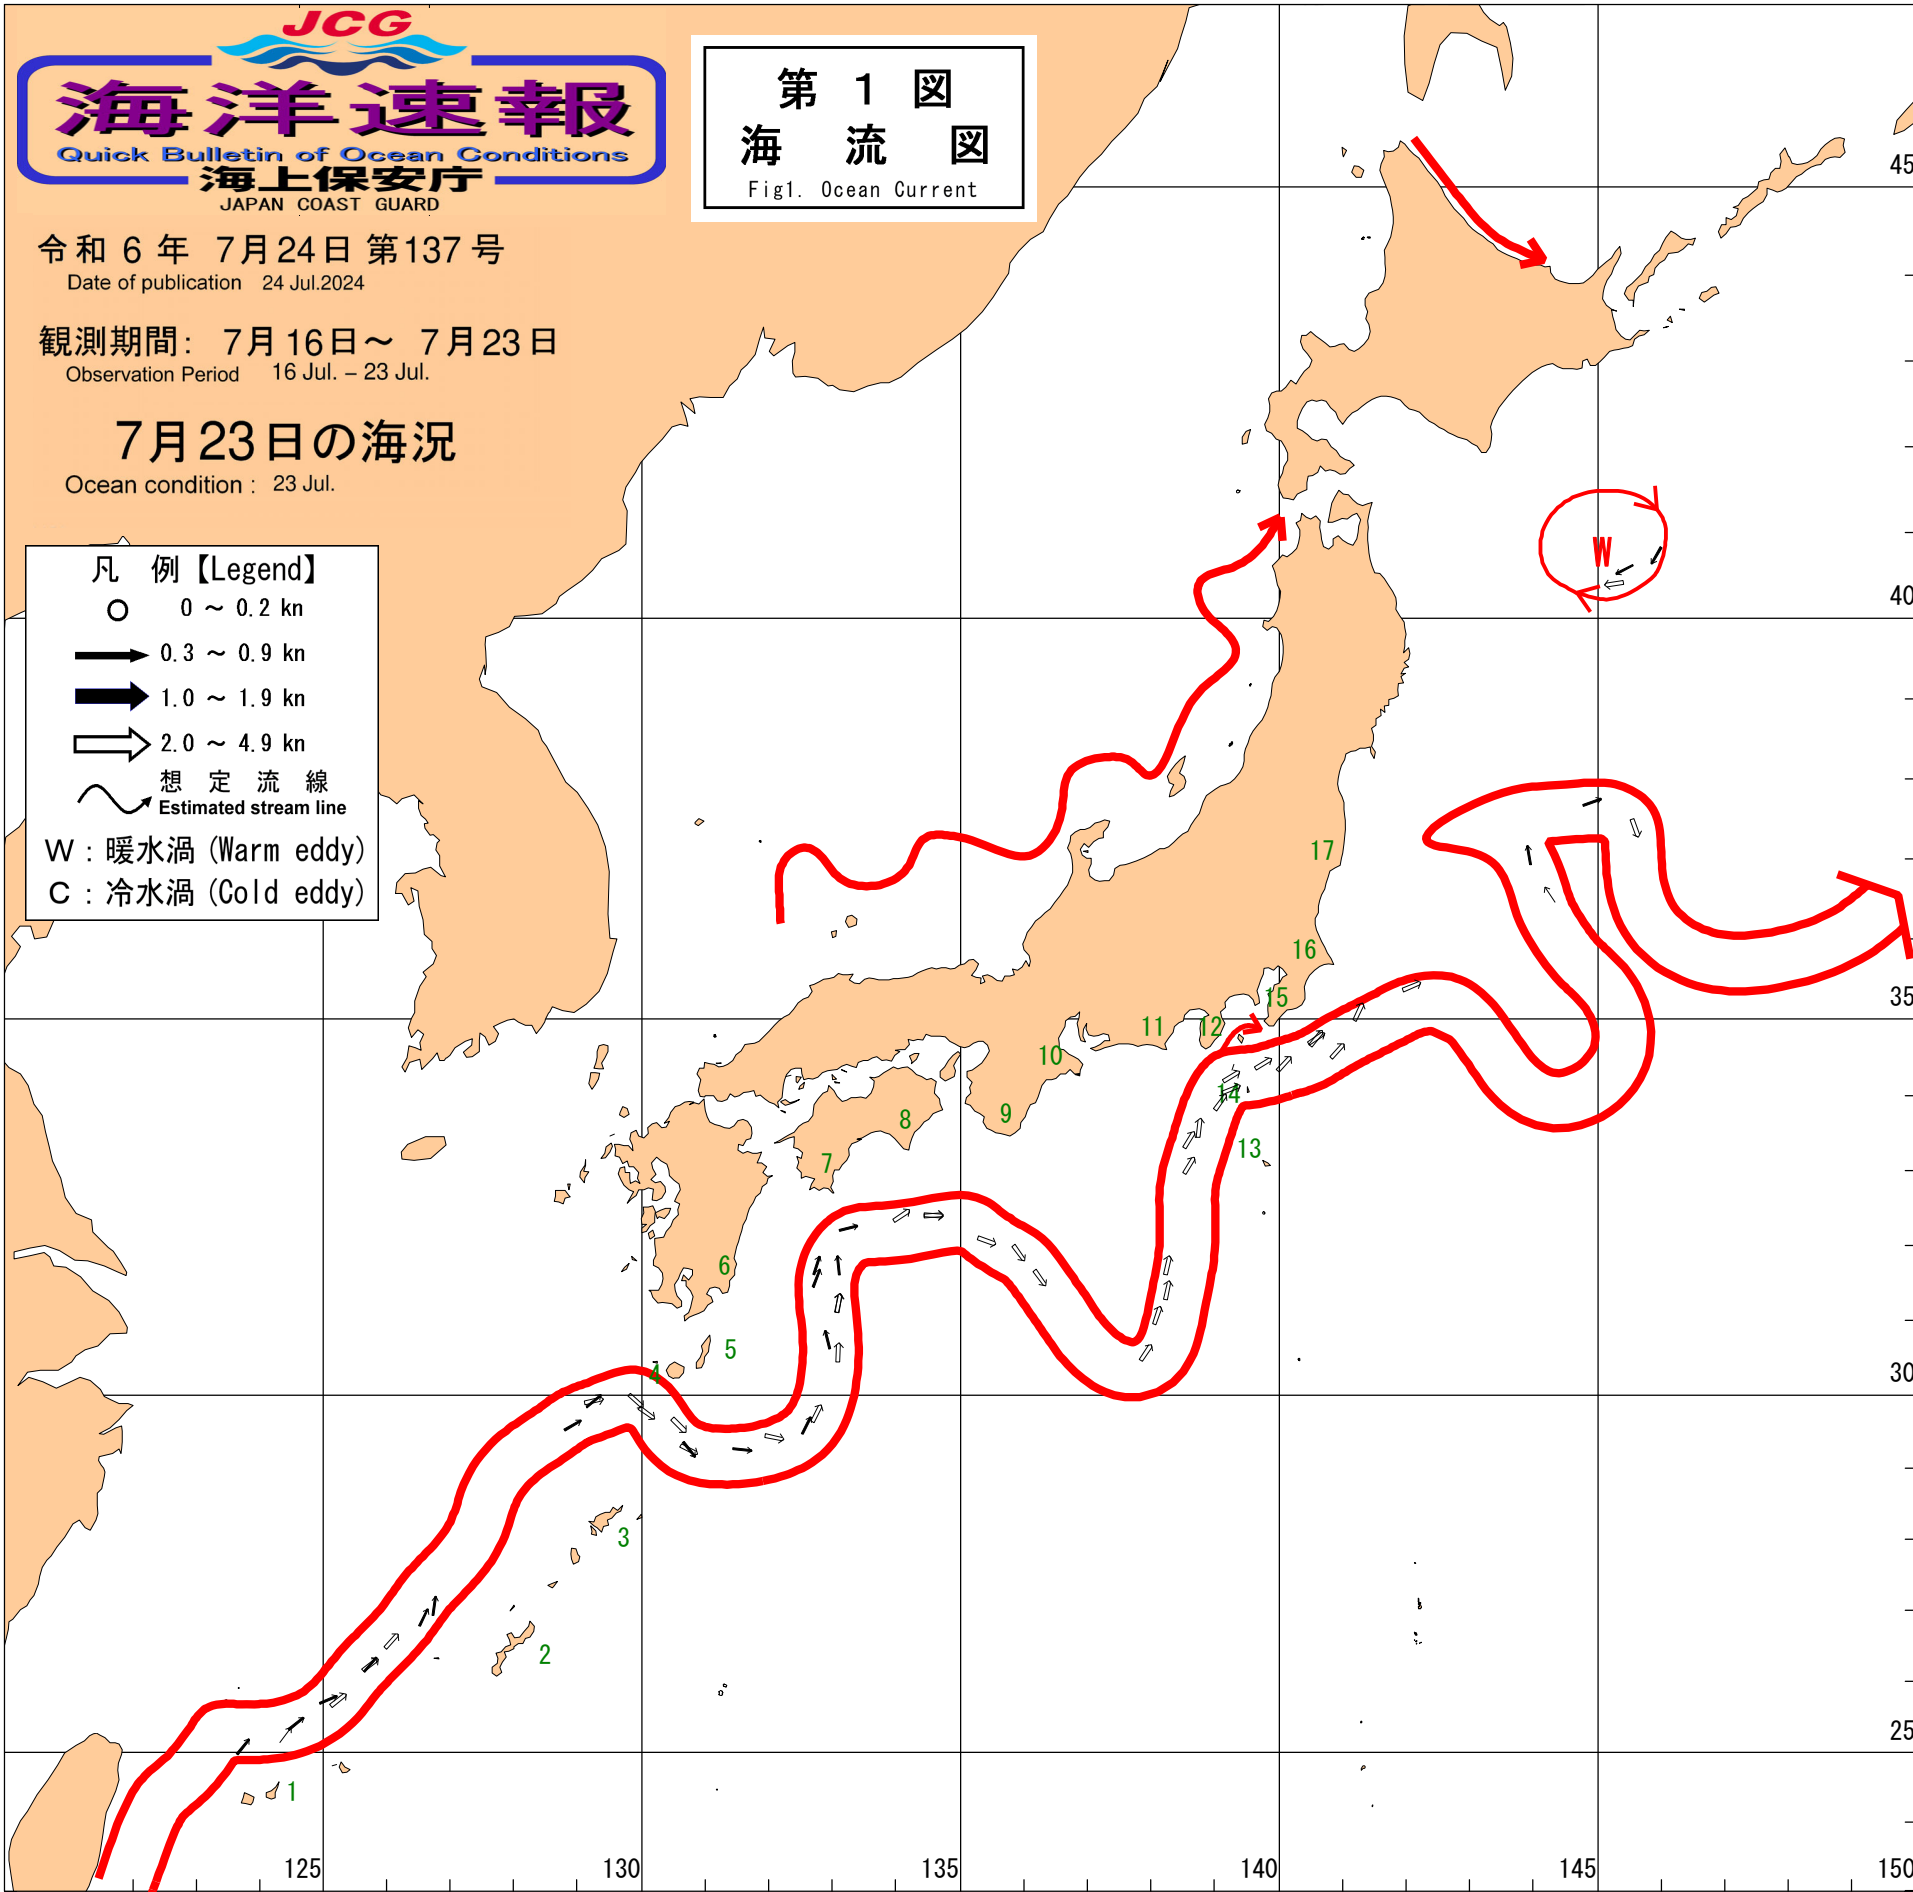 JCG
海洋速報
Quick Bulletin of Ocean Conditions
海上保安庁
JAPAN COAST GUARD
令和 6 年 7月24日 第137号
Date of publication 24 Jul.2024
観測期間: 7月16日～ 7月23日
Observation Period 16 Jul. – 23 Jul.
7月23日の海況
Ocean condition : 23 Jul.
第 1 図
海 流 図
Fig1. Ocean Current
凡 例【Legend】
0 ～ 0.2 kn
0.3 ～ 0.9 kn
1.0 ～ 1.9 kn
2.0 ～ 4.9 kn
想 定 流 線
Estimated stream line
W : 暖水渦 (Warm eddy)
C : 冷水渦 (Cold eddy)
45
W
40
17
16
35
15
12
11
10
14
9
8
13
7
6
5
4
30
3
2
25
1
125
130
135
140
145
150